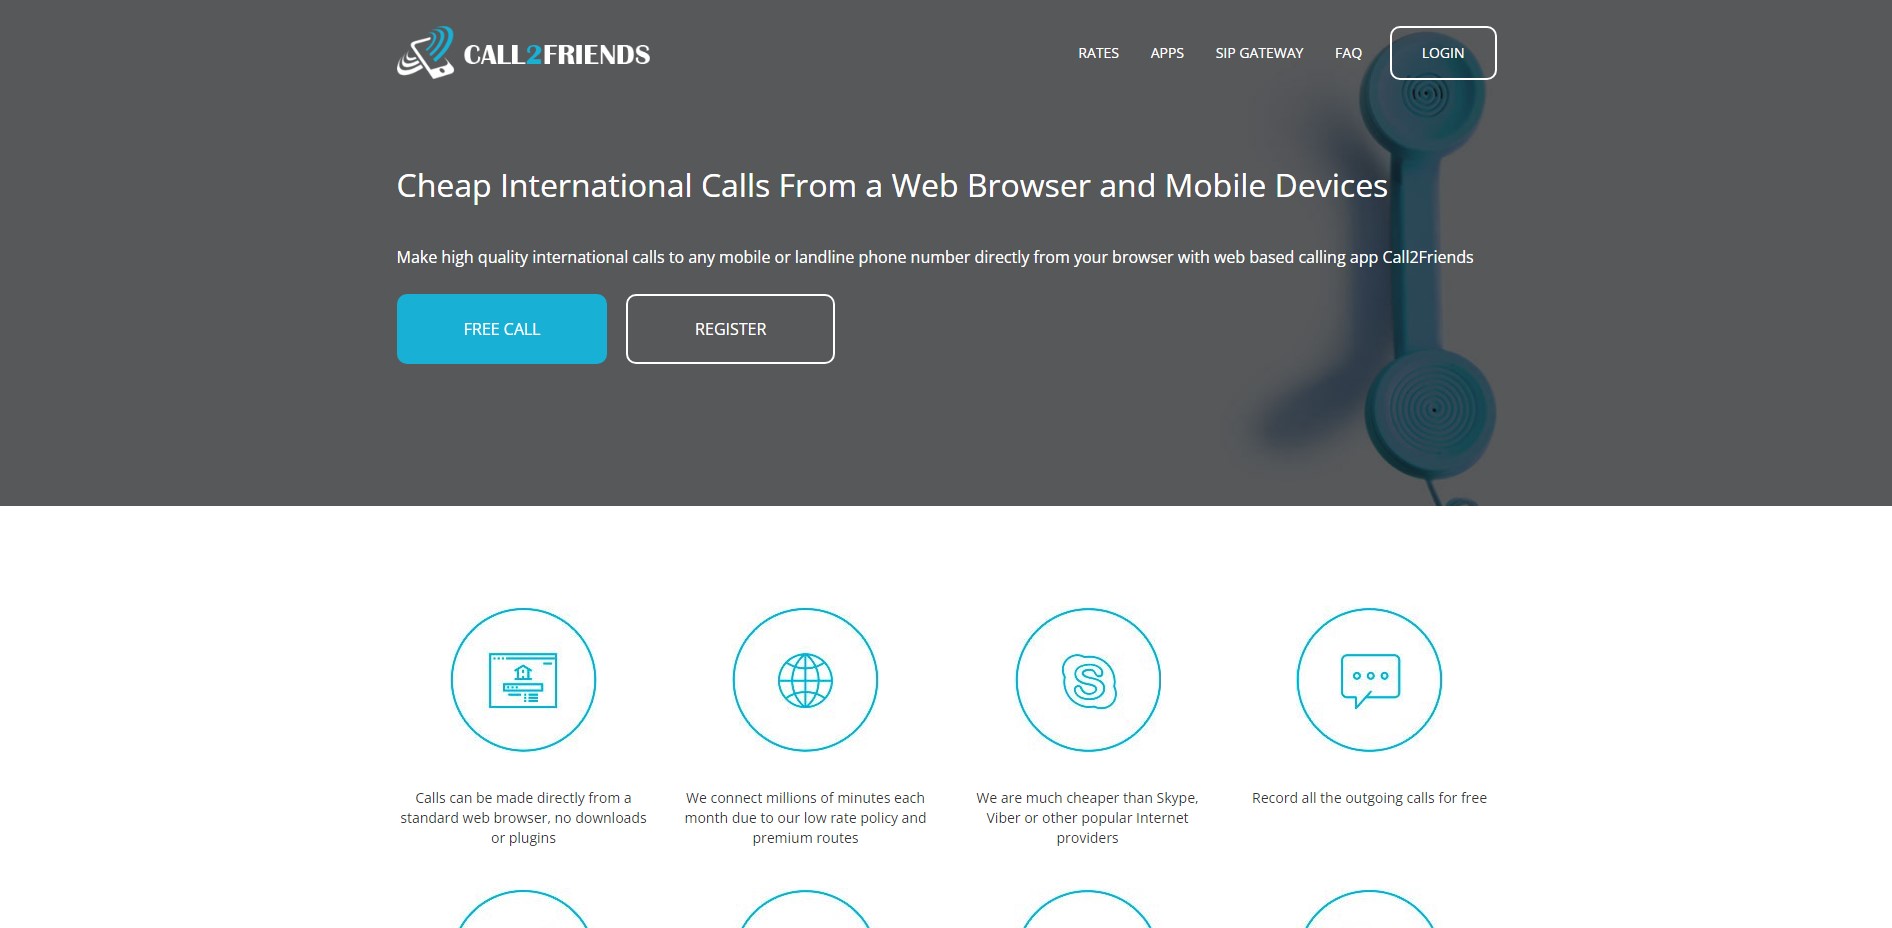 CALL2FRIENDS
RATES APPS SIP GATEWAY FAQ LOGIN
Cheap International Calls From a Web Browser and Mobile Devices
Make high quality international calls to any mobile or landline phone number directly from your browser with web based calling app Call2Friends
FREE CALL REGISTER
Calls can be made directly from a
standard web browser, no downloads
or plugins
We connect millions of minutes each
month due to our low rate policy and
premium routes
We are much cheaper than Skype,
Viber or other popular Internet
providers
Record all the outgoing calls for free